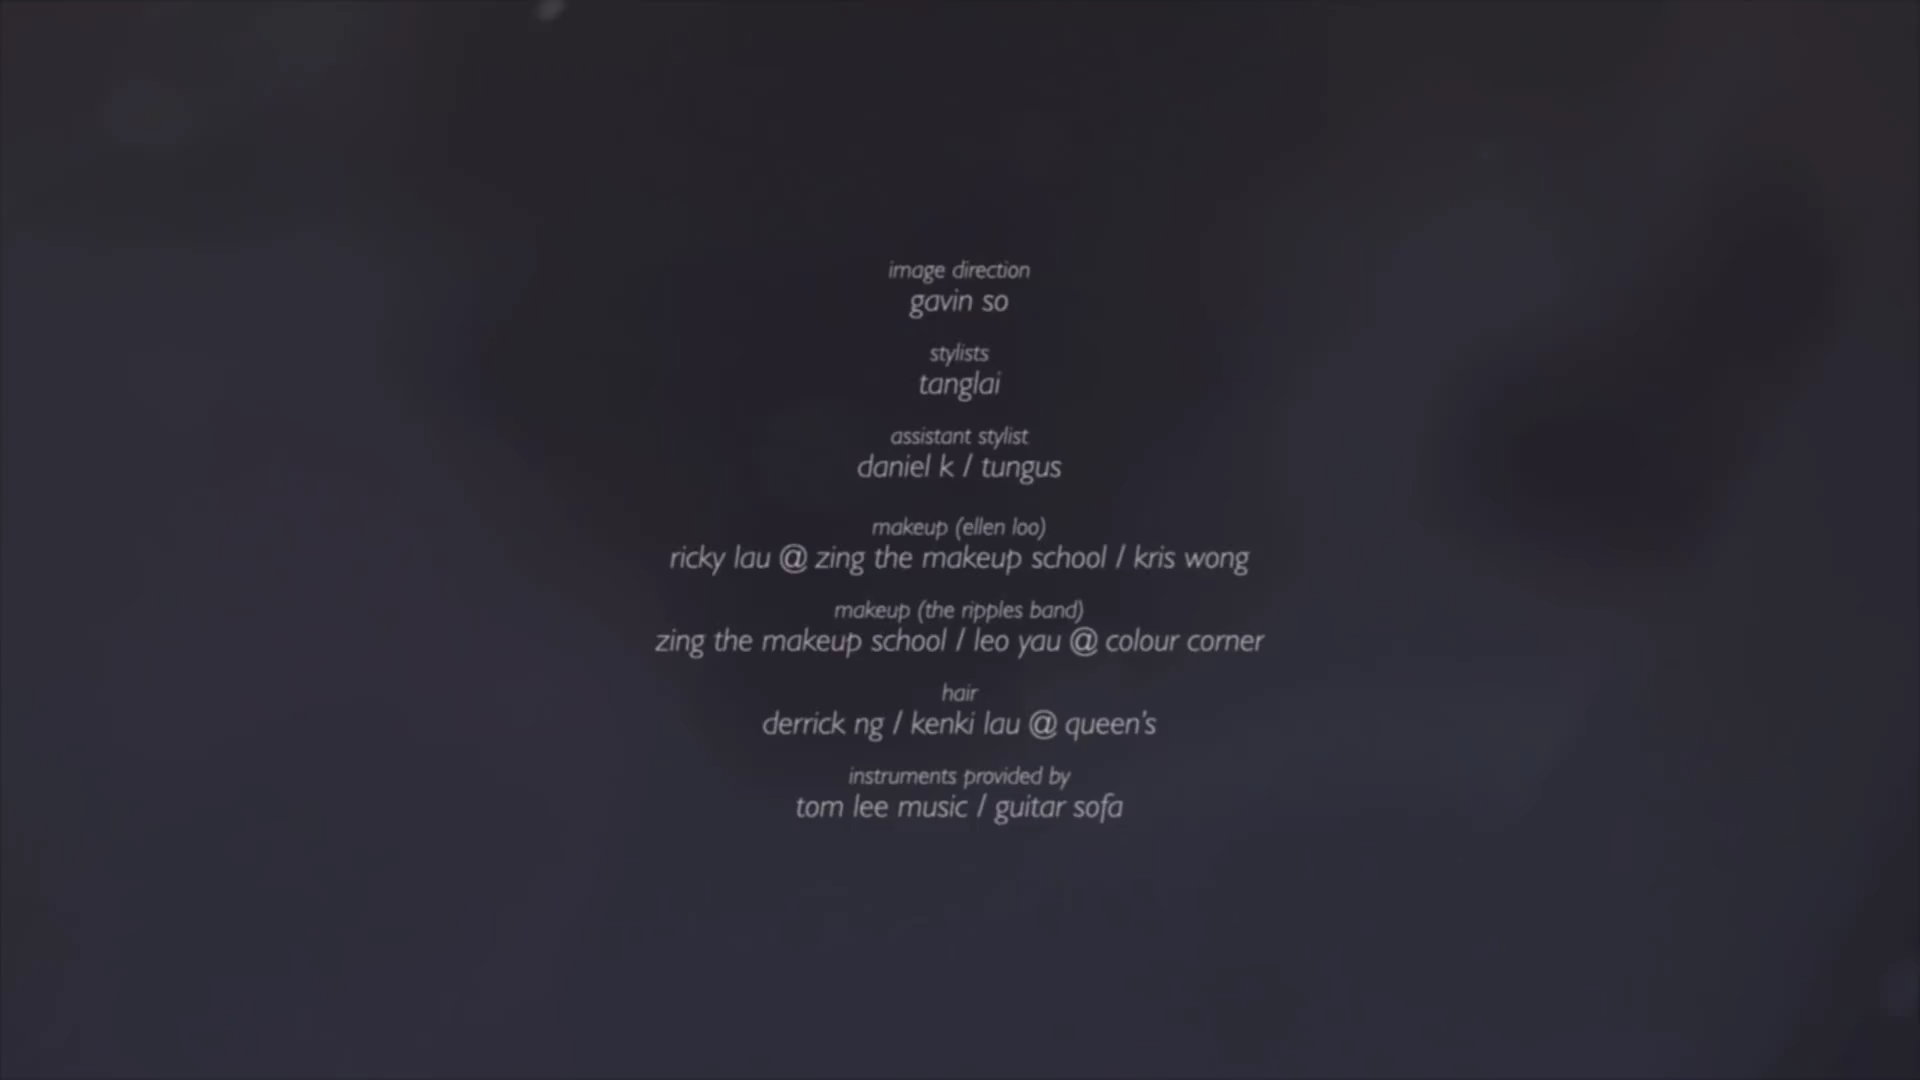 image direction
gavin so
stylists
tanglai
assistant stylist
daniel k / tungus
makeup (ellen loo)
ricky lau @ zing the makeup school / kris wong
makeup (the ripples band)
zing the makeup school / leo yau @ colour corner
hair
derrick ng / kenki lau @ queen's
instruments provided by
tom lee music / guitar sofa